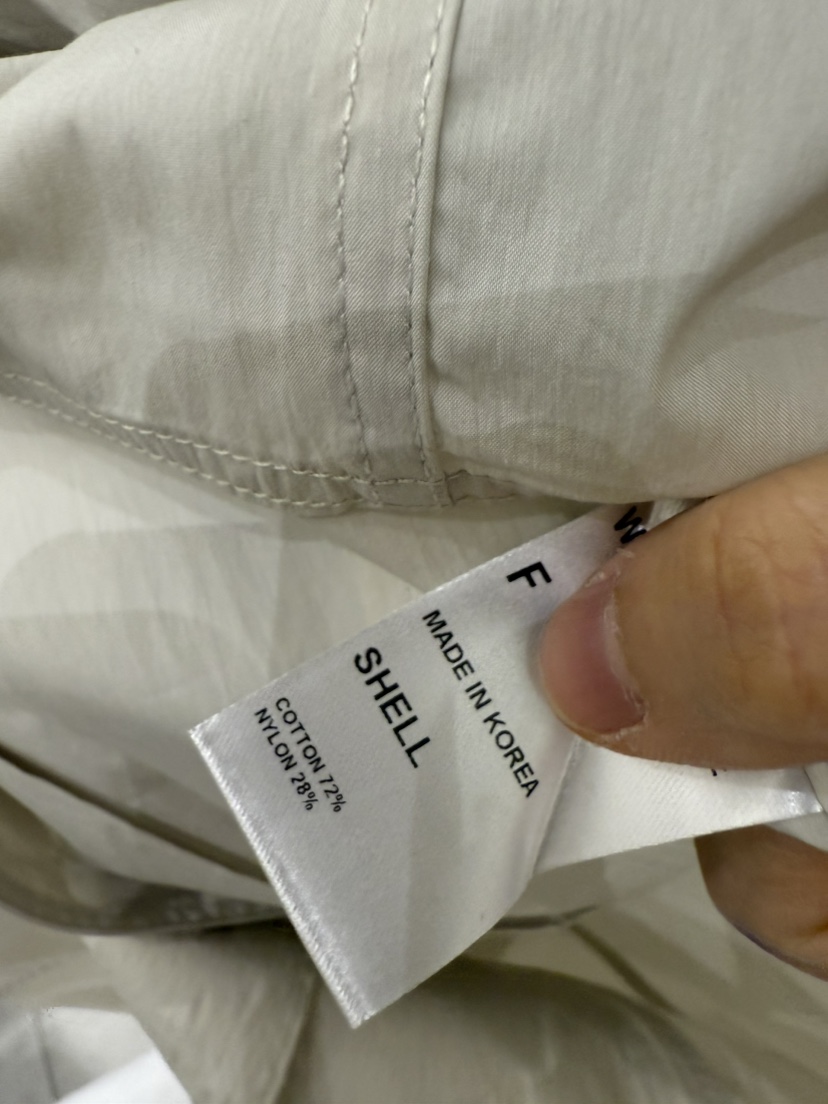 F
MADE IN KOREA
SHELL
COTTON 72%
NYLON 28%